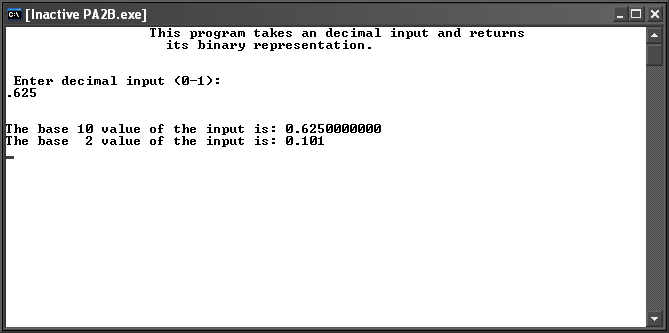 [Inactive PA2B.exe]
This program takes an decimal input and returns
its binary representation.
Enter decimal input (0-1):
.625
The base 10 value of the input is: 0.6250000000
The base  2 value of the input is: 0.101